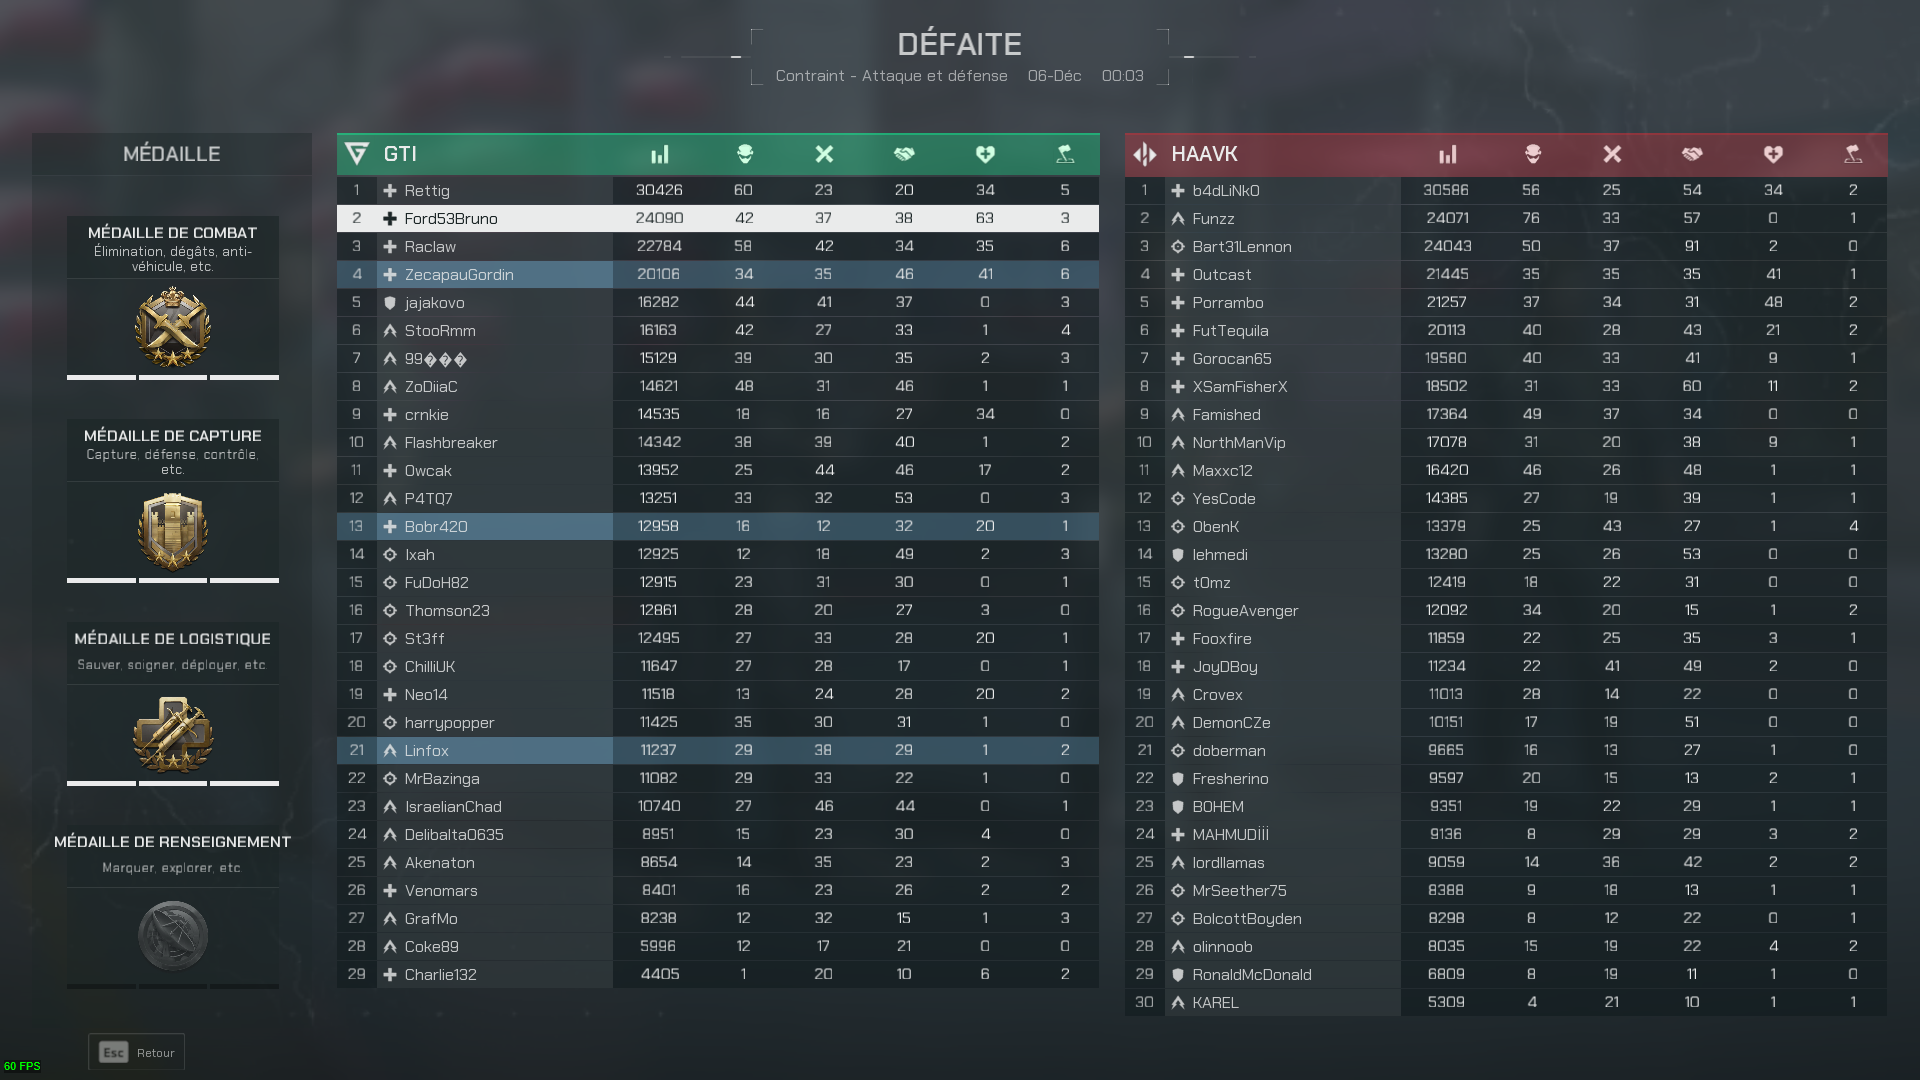 DÉFAITE
Contraint - Attaque et défense 06-Déc 00:03
MÉDAILLE
MÉDAILLE DE COMBAT
Élimination, dégâts, anti-
véhicule, etc.
MÉDAILLE DE CAPTURE
Capture, défense, contrôle,
etc.
MÉDAILLE DE LOGISTIQUE
Sauver, soigner, déployer, etc
MÉDAILLE DE RENSEIGNEMENT
Marquer, explorer, etc.
GTI
1 Rettig 30426 60 23 20 34 5
2 Ford53Bruno 24090 42 37 38 63 3
3 Raclaw 22784 58 42 34 35 6
4 ZecapauGordin 20106 34 35 46 41 6
5 jajakovo 16282 44 41 37 0 3
6 StooRmm 16163 42 27 33 1 4
7 99��� 15129 39 30 35 2 3
8 ZoDiiaC 14621 48 31 46 1 1
9 crnkie 14535 18 16 27 34 0
10 Flashbreaker 14342 38 39 40 1 2
11 Owcak 13952 25 44 46 17 2
12 P4TQ7 13251 33 32 53 0 3
13 Bobr420 12958 16 12 32 20 1
14 Ixah 12925 12 18 49 2 3
15 FuDoH82 12915 23 31 30 0 1
16 Thomson23 12861 28 20 27 3 0
17 St3ff 12495 27 33 28 20 1
18 ChilliUK 11647 27 28 17 0 1
19 Neo14 11518 13 24 28 20 2
20 harrypopper 11425 35 30 31 1 0
21 Linfox 11237 29 38 29 1 2
22 MrBazinga 11082 29 33 22 1 0
23 IsraelianChad 10740 27 46 44 0 1
24 Delibalta0635 8951 15 23 30 4 0
25 Akenaton 8654 14 35 23 2 3
26 Venomars 8401 16 23 26 2 2
27 GrafMo 8238 12 32 15 1 3
28 Coke89 5996 12 17 21 0 0
29 Charlie132 4405 1 20 10 6 2
HAAVK
1 b4dLiNk0 30586 56 25 54 34 2
2 Funzz 24071 76 33 57 0 1
3 Bart31Lennon 24043 50 37 91 2 0
4 Outcast 21445 35 35 35 41 1
5 Porrambo 21257 37 34 31 48 2
6 FutTequila 20113 40 28 43 21 2
7 Gorocan65 19580 40 33 41 9 1
8 XSamFisherX 18502 31 33 60 11 2
9 Famished 17364 49 37 34 0 0
10 NorthManVip 17078 31 20 38 9 1
11 Maxxc12 16420 46 26 48 1 1
12 YesCode 14385 27 19 39 1 1
13 ObenK 13379 25 43 27 1 4
14 lehmedi 13280 25 26 53 0 0
15 t0mz 12419 18 22 31 0 0
16 RogueAvenger 12092 34 20 15 1 2
17 Fooxfire 11859 22 25 35 3 1
18 JoyDBoy 11234 22 41 49 2 0
19 Crovex 11013 28 14 22 0 0
20 DemonCZe 10151 17 19 51 0 0
21 doberman 9665 16 13 27 1 0
22 Fresherino 9597 20 15 13 2 1
23 B0HEM 9351 19 22 29 1 1
24 MAHMUDİİİ 9136 8 29 29 3 2
25 lordllamas 9059 14 36 42 2 2
26 MrSeether75 8388 9 18 13 1 1
27 BolcottBoyden 8298 8 12 22 0 1
28 olinnoob 8035 15 19 22 4 2
29 RonaldMcDonald 6809 8 19 11 1 0
30 KAREL 5309 4 21 10 1 1
Esc Retour
60 FPS